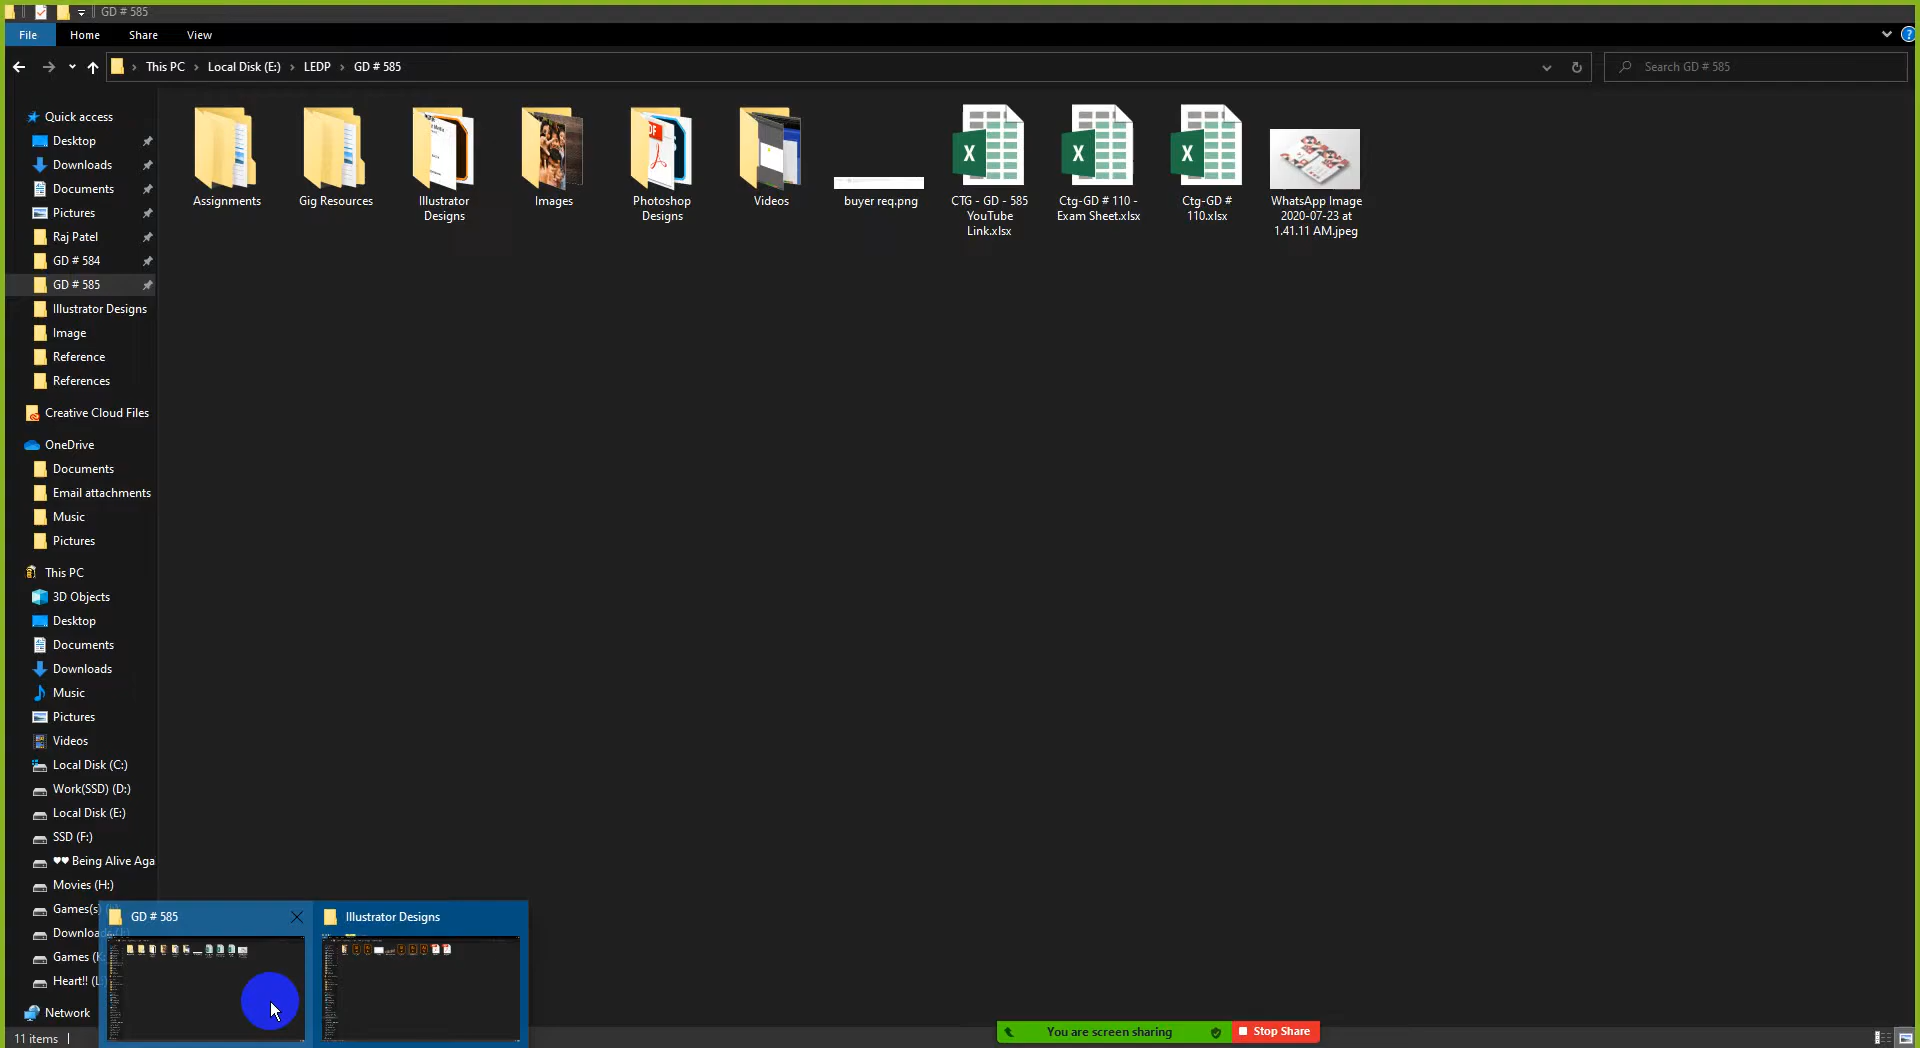 GD # 585
File
Home
Share
View
This PC
Local Disk (E:)
LEDP
GD # 585
Search GD # 585
Quick access
Desktop
Downloads
Documents
Pictures
Raj Patel
GD # 584
GD # 585
Illustrator Designs
Image
Reference
References
Creative Cloud Files
OneDrive
Documents
Email attachments
Music
Pictures
This PC
3D Objects
Desktop
Documents
Downloads
Music
Pictures
Videos
Local Disk (C:)
Work(SSD) (D:)
Local Disk (E:)
SSD (F:)
♥♥ Being Alive Aga
Movies (H:)
Games(s)
Games
Heart!!
Network
Assignments
Gig Resources
Illustrator
Designs
Images
Photoshop
Designs
Videos
buyer req.png
CTG - GD - 585
YouTube
Link.xlsx
Ctg-GD # 110 -
Exam Sheet.xlsx
Ctg-GD #
110.xlsx
WhatsApp Image
2020-07-23 at
1.41.11 AM.jpeg
GD # 585
Illustrator Designs
11 items
You are screen sharing
Stop Share